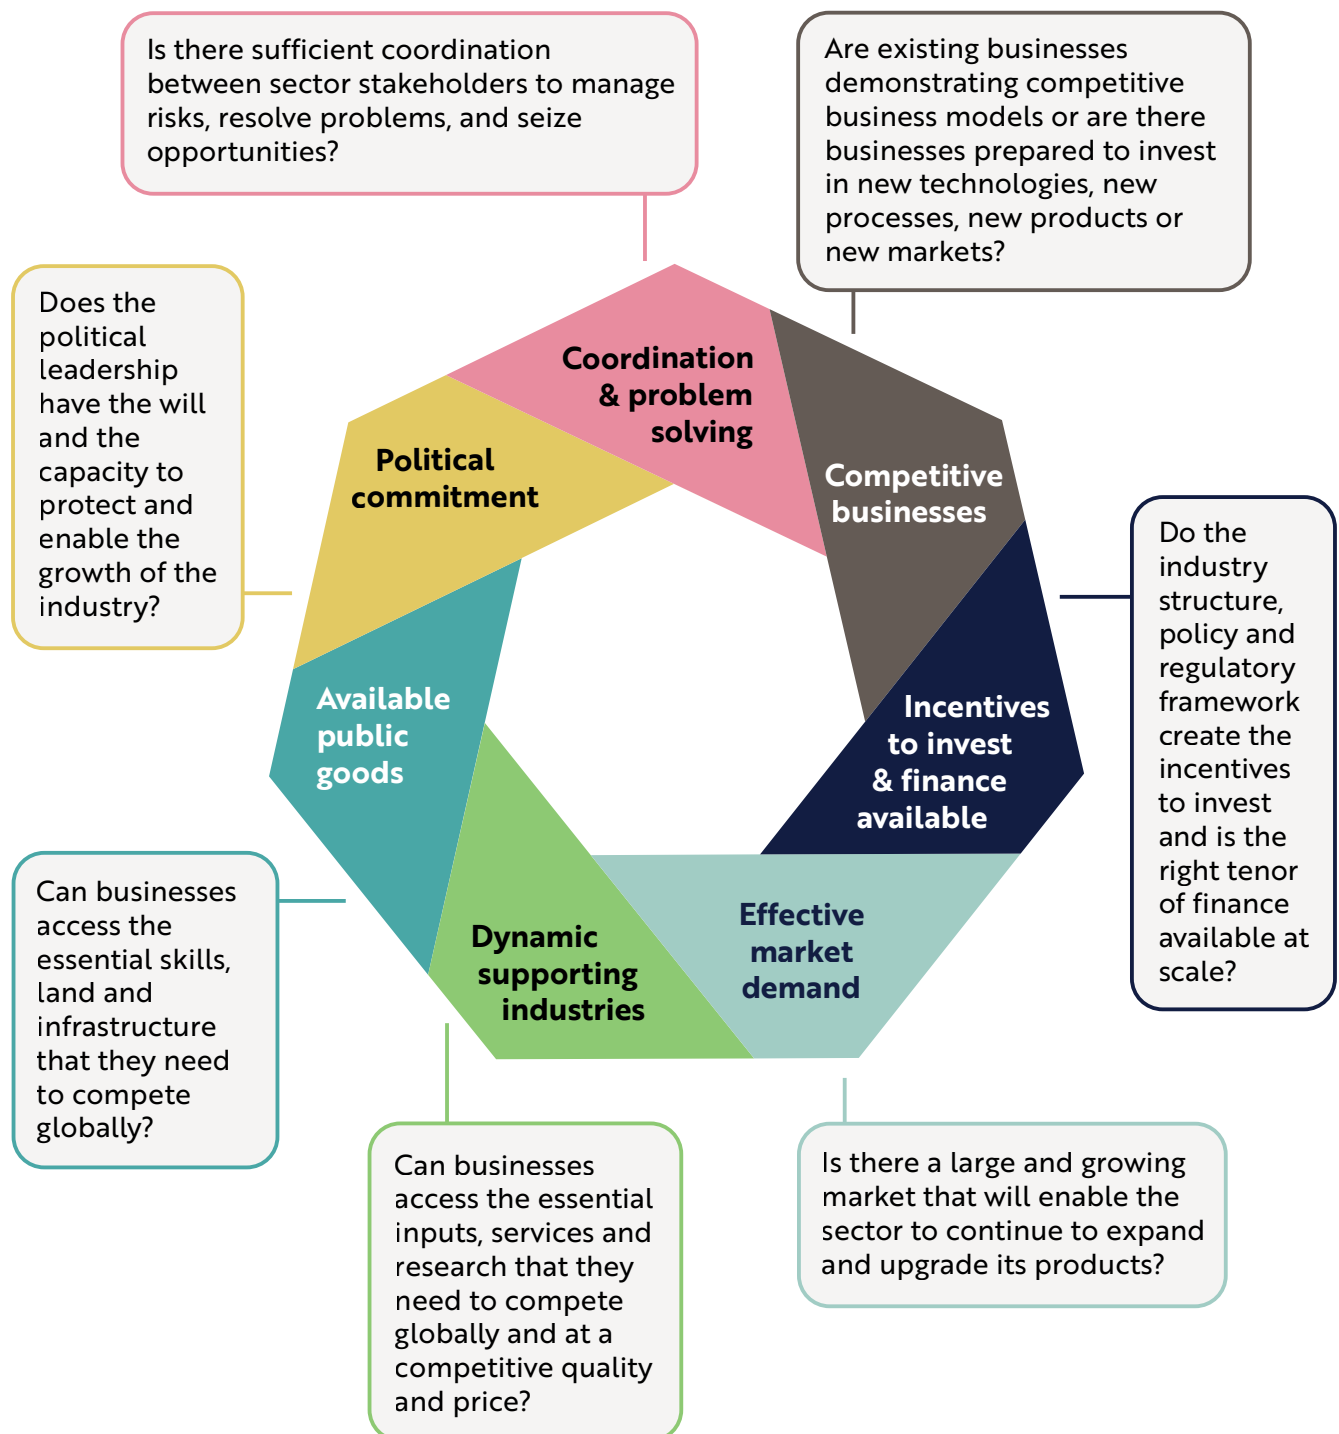 Is there sufficient coordination
between sector stakeholders to manage
risks, resolve problems, and seize
opportunities?
Are existing businesses
demonstrating competitive
business models or are there
businesses prepared to invest
in new technologies, new
processes, new products or
new markets?
Does the
political
leadership
have the will
and the
capacity to
protect and
enable the
growth of the
industry?
Coordination
& problem
solving
Political
commitment
Competitive
businesses
Do the
industry
structure,
policy and
regulatory
framework
create the
incentives
to invest
and is the
right tenor
of finance
available at
scale?
Available
public
goods
Incentives
to invest
& finance
available
Can businesses
access the
essential skills,
land and
infrastructure
that they need
to compete
globally?
Dynamic
supporting
industries
Effective
market
demand
Can businesses
access the essential
inputs, services and
research that they
need to compete
globally and at a
competitive quality
and price?
Is there a large and growing
market that will enable the
sector to continue to expand
and upgrade its products?